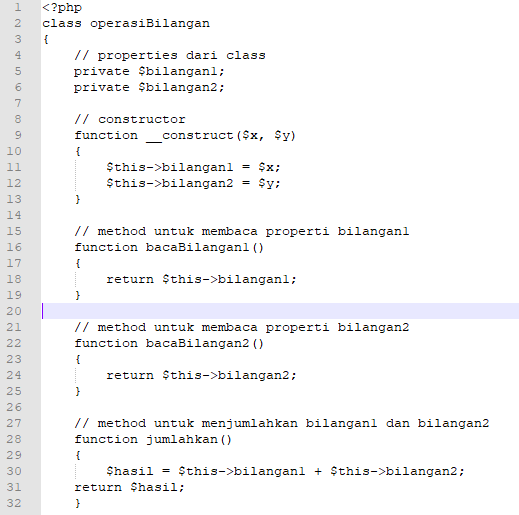 1 <?php
2 class operasiBilangan
3 {
4 // properties dari class
5 private $bilangan1;
6 private $bilangan2;
7
8 // constructor
9 function __construct($x, $y)
10 {
11 $this->bilangan1 = $x;
12 $this->bilangan2 = $y;
13 }
14
15 // method untuk membaca properti bilangan1
16 function bacaBilangan1()
17 {
18 return $this->bilangan1;
19 }
20
21 // method untuk membaca properti bilangan2
22 function bacaBilangan2()
23 {
24 return $this->bilangan2;
25 }
26
27 // method untuk menjumlahkan bilangan1 dan bilangan2
28 function jumlahkan()
29 {
30 $hasil = $this->bilangan1 + $this->bilangan2;
31 return $hasil;
32 }